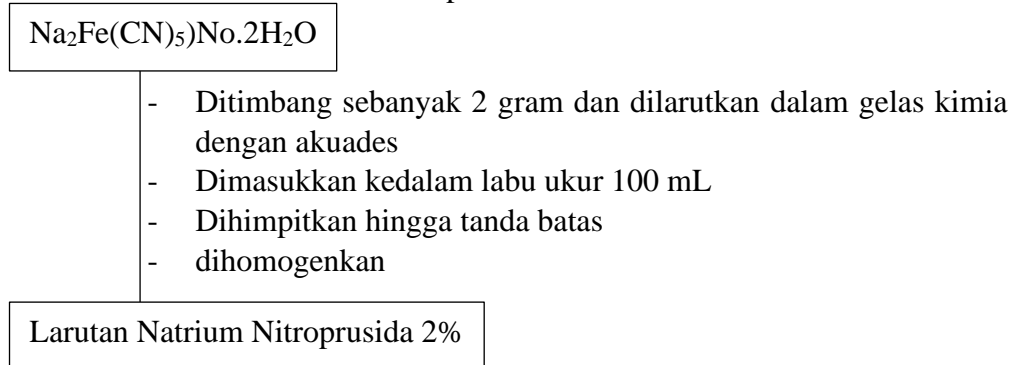 Na₂Fe(CN)₅)No.2H₂O
- Ditimbang sebanyak 2 gram dan dilarutkan dalam gelas kimia
dengan akuades
- Dimasukkan kedalam labu ukur 100 mL
- Dihimpitkan hingga tanda batas
- dihomogenkan
Larutan Natrium Nitroprusida 2%